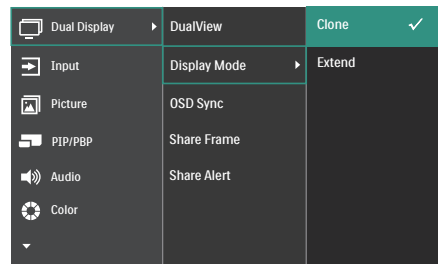 Dual Display
Input
Picture
PIP/PBP
Audio
Color
DualView
Display Mode
OSD Sync
Share Frame
Share Alert
Clone
Extend